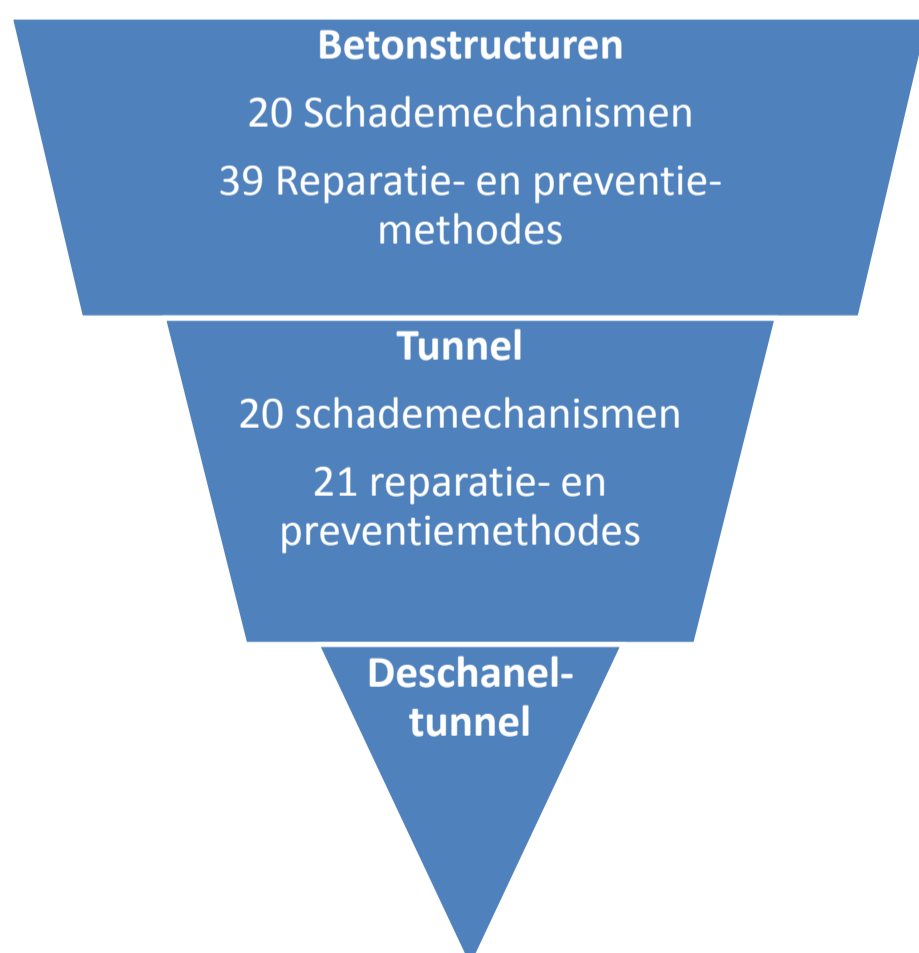 Betonstructuren
20 Schademechanismen
39 Reparatie- en preventie-
methodes
Tunnel
20 schademechanismen
21 reparatie- en
preventiemethodes
Deschanel-
tunnel